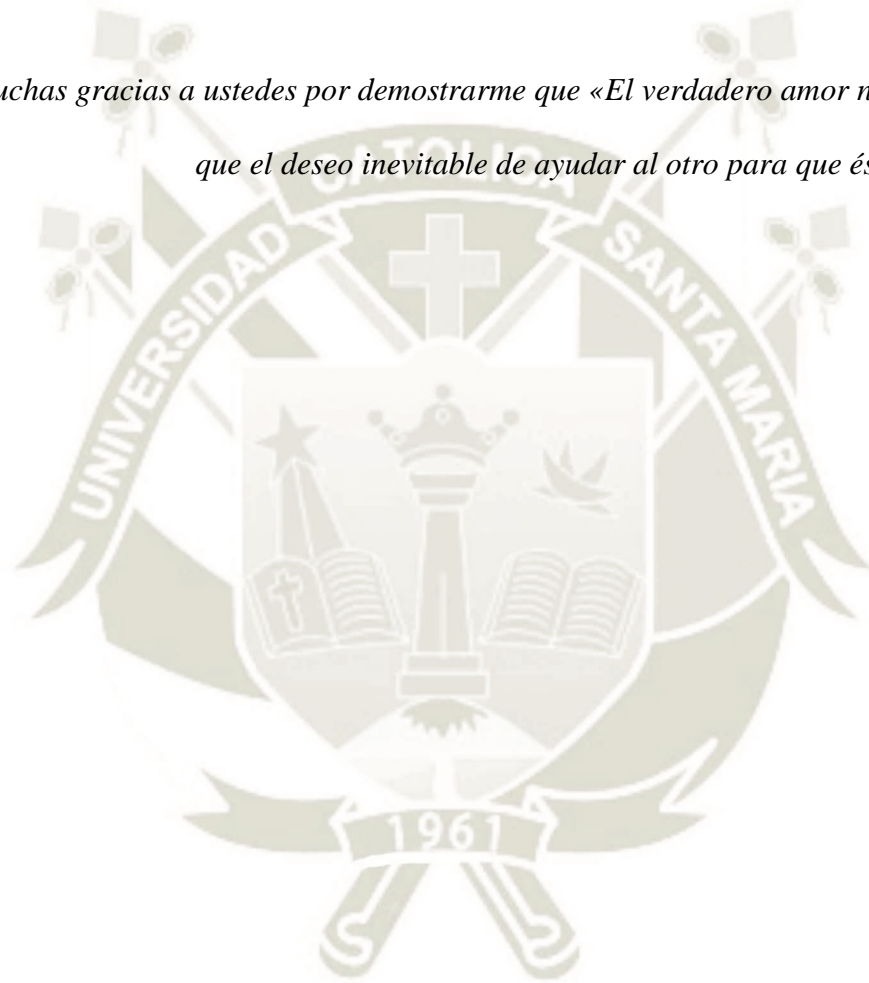 uchas gracias a ustedes por demostrarme que «El verdadero amor n
que el deseo inevitable de ayudar al otro para que és
UNIVERSIDAD CATOLICA SANTA MARIA
1961